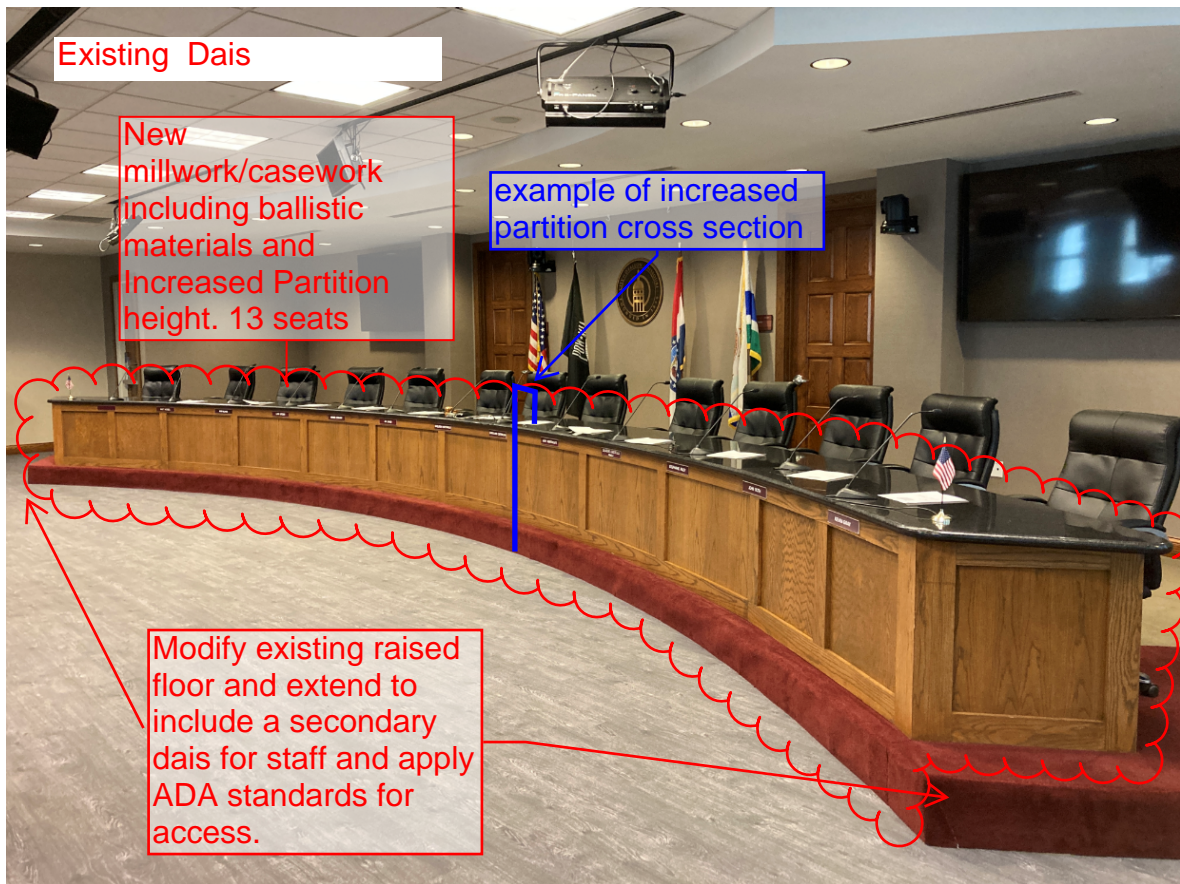 Existing Dais
New
millwork/casework
including ballistic
materials and
Increased Partition
height. 13 seats
example of increased
partition cross section
Modify existing raised
floor and extend to
include a secondary
dais for staff and apply
ADA standards for
access.